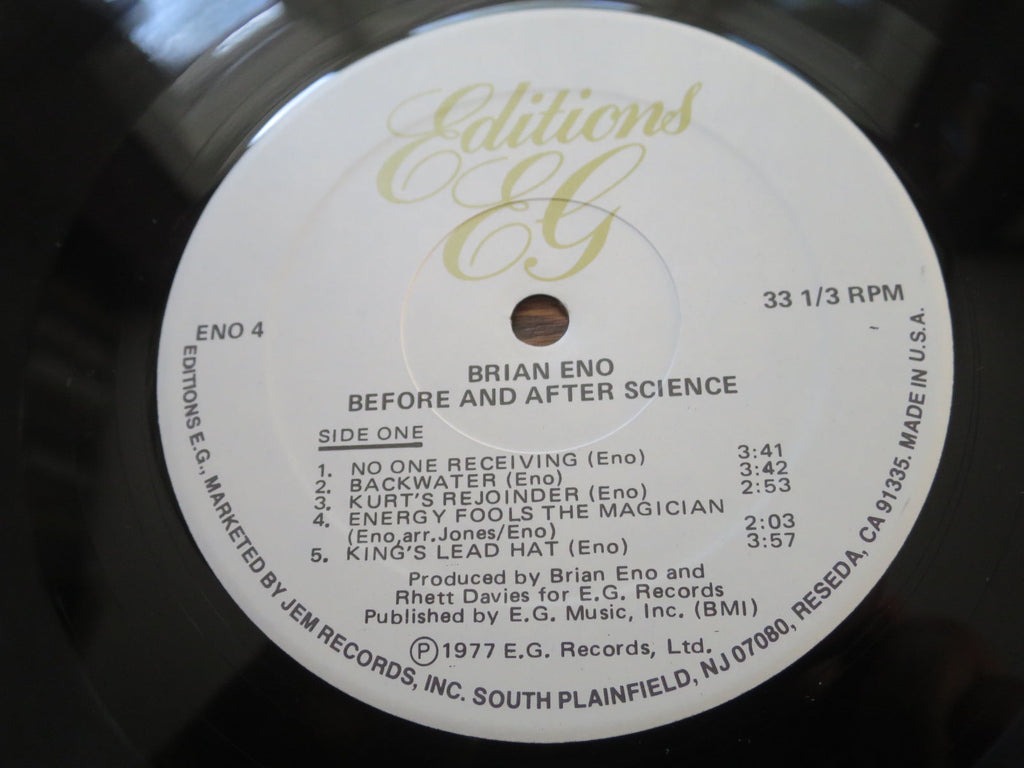 Editions
EG
33 1/3 RPM
ENO 4
BRIAN ENO
BEFORE AND AFTER SCIENCE
SIDE ONE
1. NO ONE RECEIVING (Eno) 3:41
2. BACKWATER (Eno) 3:42
3. KURT'S REJOINDER (Eno) 2:53
4. ENERGY FOOLS THE MAGICIAN
(Eno,arr.Jones/Eno) 2:03
5. KING'S LEAD HAT (Eno) 3:57
Produced by Brian Eno and
Rhett Davies for E.G. Records
Published by E.G. Music, Inc. (BMI)
Ⓟ1977 E.G. Records, Ltd.
EDITIONS E.G., MARKETED BY JEM RECORDS, INC. SOUTH PLAINFIELD, NJ 07080, RESEDA, CA 91335. MADE IN U.S.A.